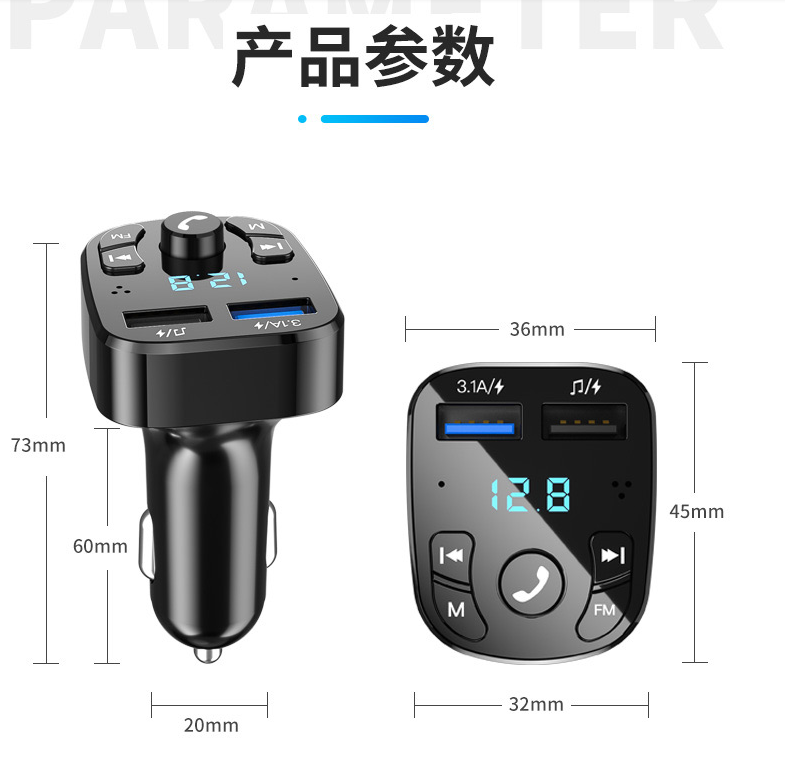 PARAMETER
产品参数
FM
M
12.8
♫/⚡
3.1A/⚡
73mm
60mm
20mm
36mm
3.1A/⚡
♫/⚡
12.8
45mm
M
FM
32mm